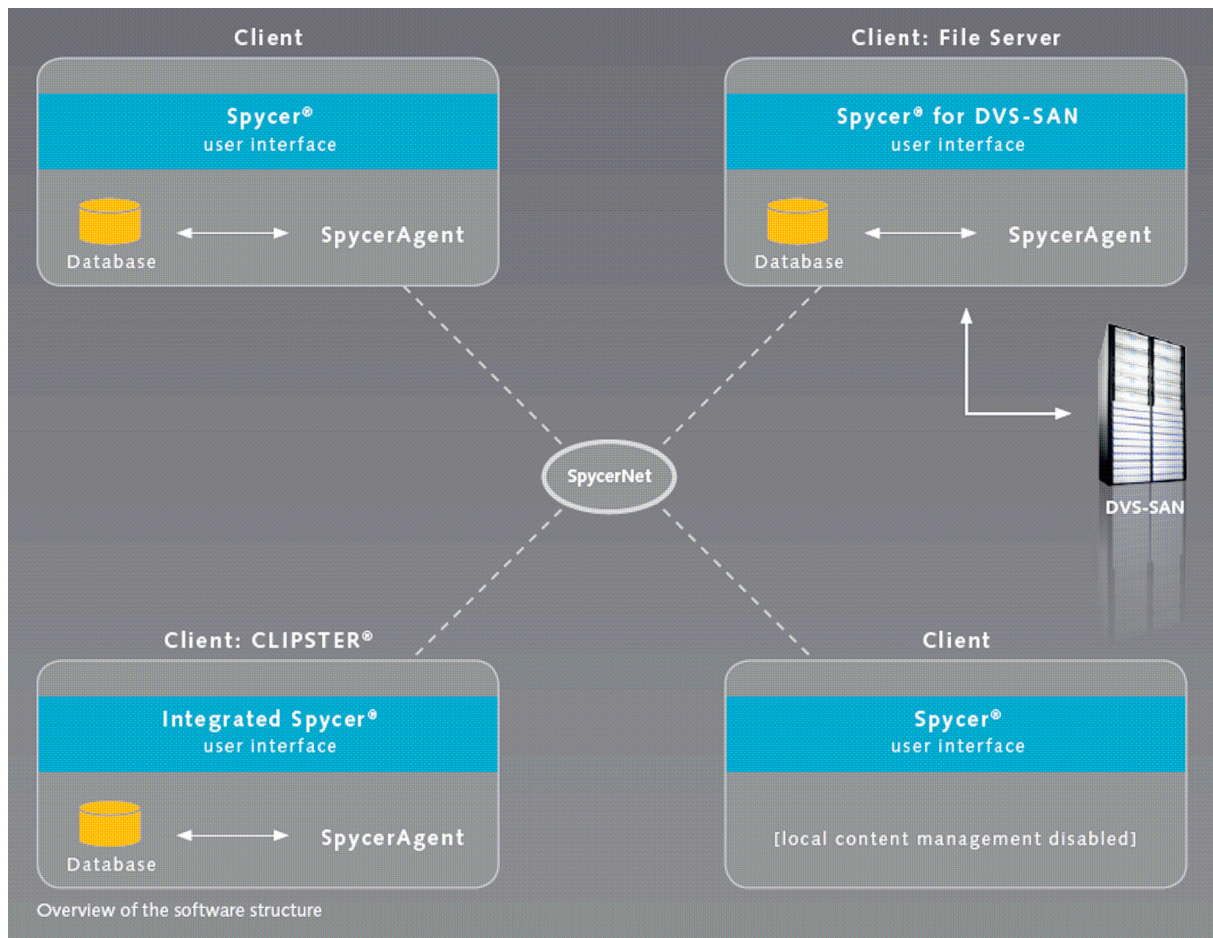 Client
Spycer®
user interface
Database
SpycerAgent
Client: File Server
Spycer® for DVS-SAN
user interface
Database
SpycerAgent
DVS-SAN
SpycerNet
Client: CLIPSTER®
Integrated Spycer®
user interface
Database
SpycerAgent
Client
Spycer®
user interface
[local content management disabled]
Overview of the software structure